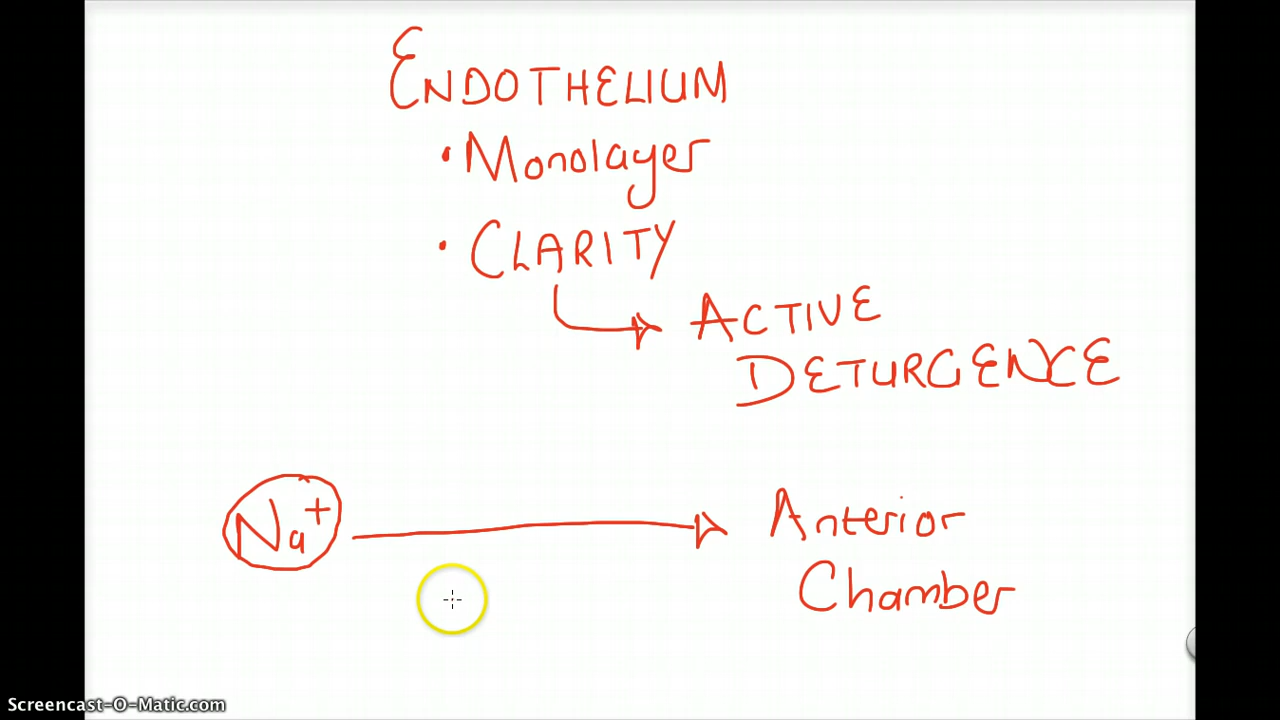 ENDOTHELIUM
• Monolayer
• CLARITY
ACTIVE
DETURGENCE
Na+
Anterior
Chamber
Screencast-O-Matic.com